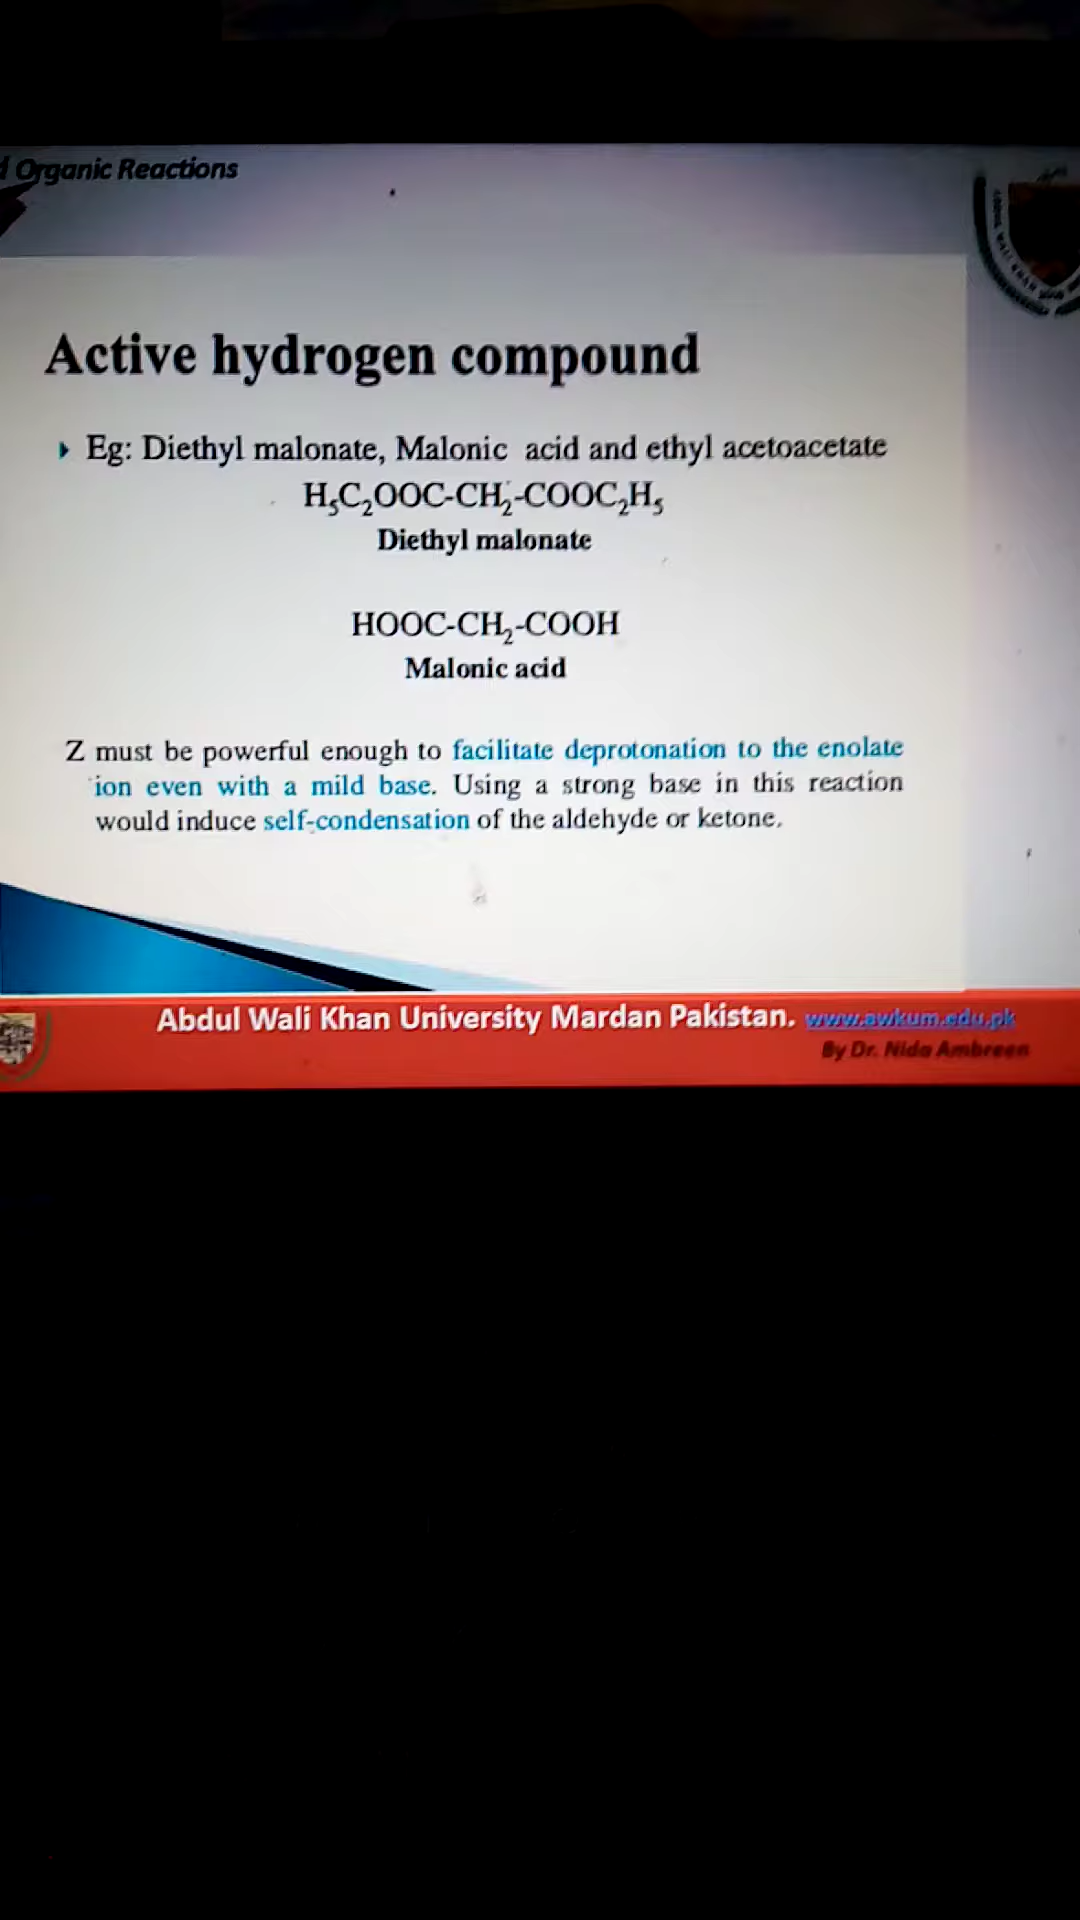 Organic Reactions
Active hydrogen compound
Eg: Diethyl malonate, Malonic acid and ethyl acetoacetate
H₅C₂OOC-CH₂-COOC₂H₅
Diethyl malonate
HOOC-CH₂-COOH
Malonic acid
Z must be powerful enough to facilitate deprotonation to the enolate
ion even with a mild base. Using a strong base in this reaction
would induce self-condensation of the aldehyde or ketone.
Abdul Wali Khan University Mardan Pakistan. www.awkum.edu.pk
By Dr. Nida Ambreen